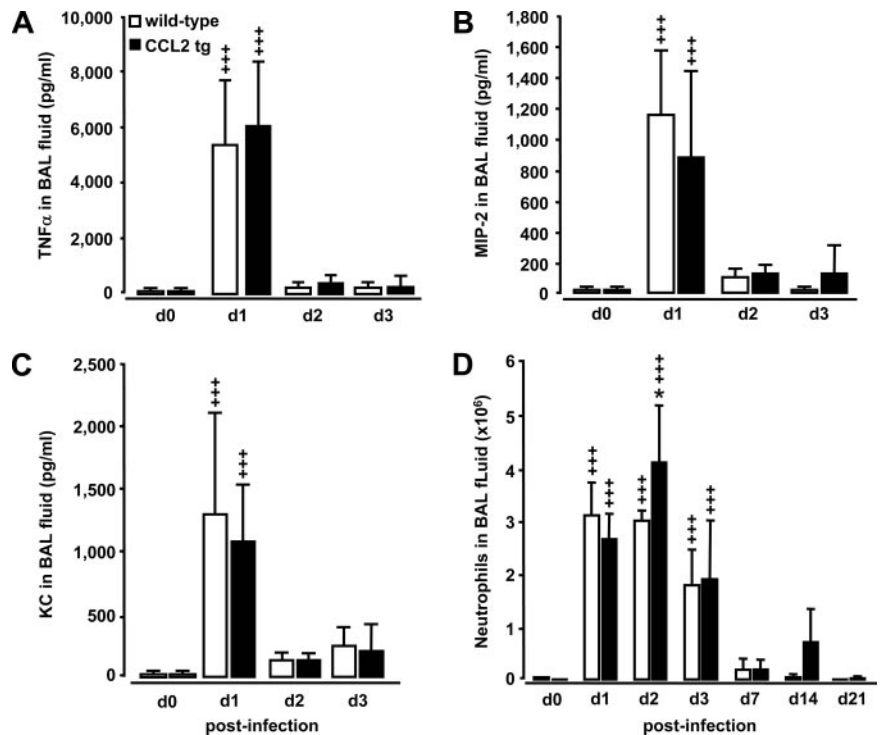 A
wild-type
CCL2 tg
TNFα in BAL fluid (pg/ml)
10,000
8,000
6,000
4,000
2,000
0
+++
+++
d0 d1 d2 d3
B
MIP-2 in BAL fluid (pg/ml)
1,800
1,600
1,400
1,200
1,000
800
600
400
200
0
+++
+++
d0 d1 d2 d3
C
KC in BAL fluid (pg/ml)
2,500
2,000
1,500
1,000
500
0
+++
+++
d0 d1 d2 d3
post-infection
D
Neutrophils in BAL fLuid (x10⁶)
6
5
4
3
2
1
0
+++
+++
+++
+++*
+++
+++
d0 d1 d2 d3 d7 d14 d21
post-infection